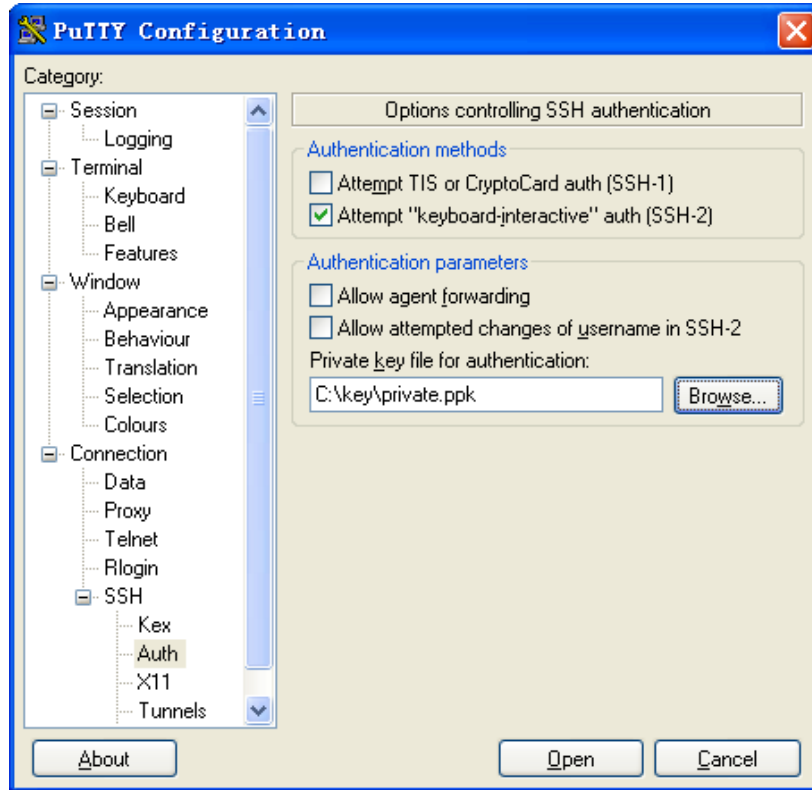 PuTTY Configuration
Category:
Session
Logging
Terminal
Keyboard
Bell
Features
Window
Appearance
Behaviour
Translation
Selection
Colours
Connection
Data
Proxy
Telnet
Rlogin
SSH
Kex
Auth
X11
Tunnels
Options controlling SSH authentication
Authentication methods
Attempt TIS or CryptoCard auth (SSH-1)
Attempt "keyboard-interactive" auth (SSH-2)
Authentication parameters
Allow agent forwarding
Allow attempted changes of username in SSH-2
Private key file for authentication:
C:\key\private.ppk
Browse...
About
Open
Cancel